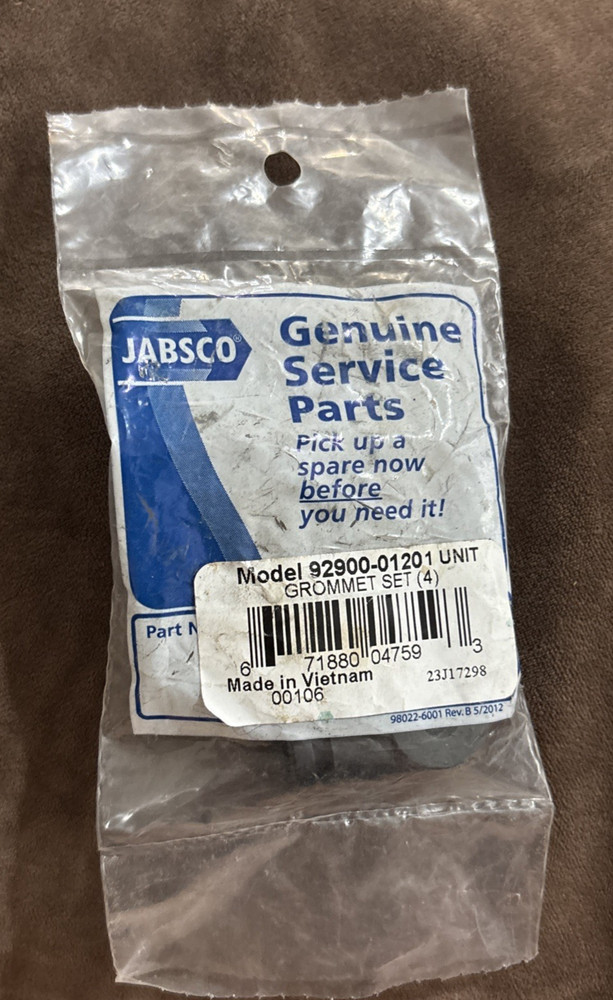 JABSCO®
Genuine
Service
Parts
Pick up a
spare now
before
you need it!
Model 92900-01201 UNIT
GROMMET SET (4)
Part N
6 71880 04759 3
Made in Vietnam
23J17298
00106
98022-6001 Rev. B 5/2012